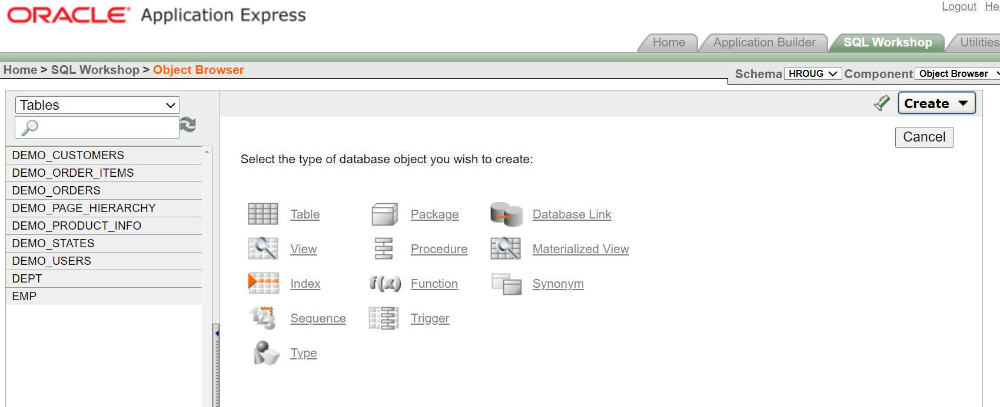 Logout He
ORACLE Application Express
Home Application Builder SQL Workshop Utilities
Home > SQL Workshop > Object Browser
Schema HROUG Component Object Browser
Tables
Create
Cancel
DEMO_CUSTOMERS
DEMO_ORDER_ITEMS
DEMO_ORDERS
DEMO_PAGE_HIERARCHY
DEMO_PRODUCT_INFO
DEMO_STATES
DEMO_USERS
DEPT
EMP
Select the type of database object you wish to create:
Table Package Database Link
View Procedure Materialized View
Index f(x) Function Synonym
123 Sequence Trigger
Type